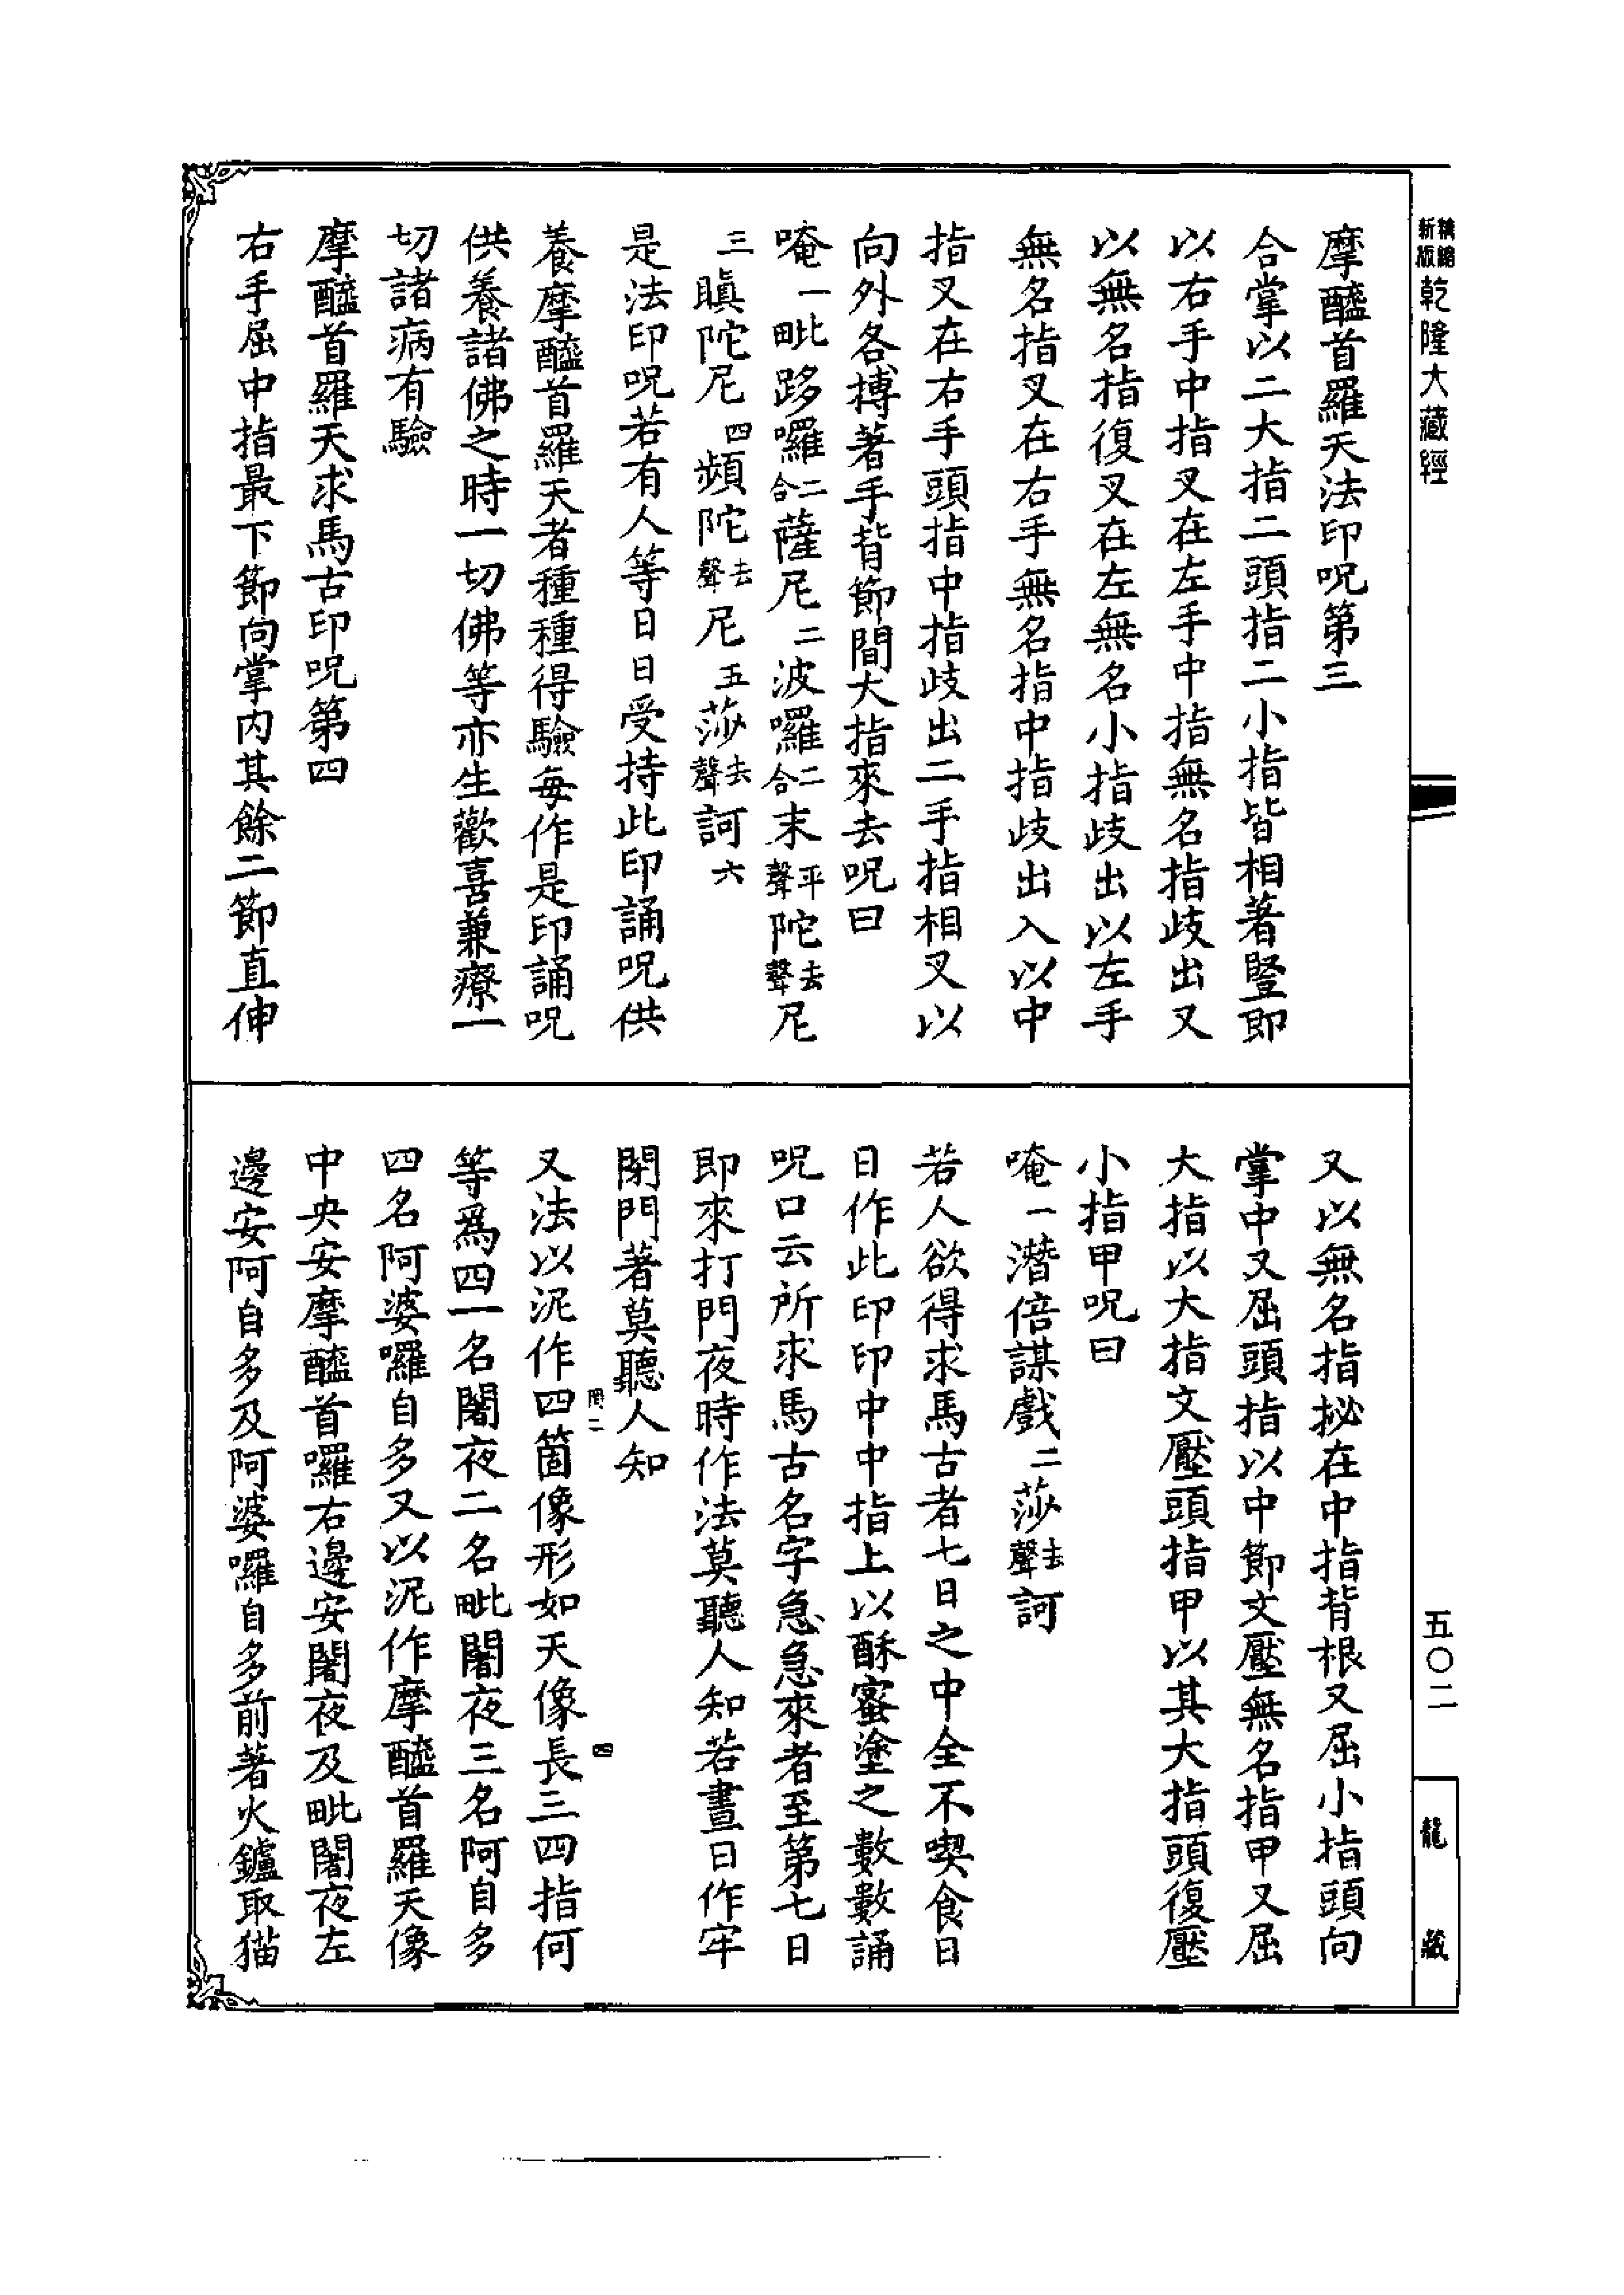 精縮新版乾隆大藏經
摩醯首羅天法印呪第三
合掌以二大指二頭指二小指皆相著豎即
以右手中指叉在左手中指無名指歧出又
以無名指復叉在左無名小指歧出以左手
無名指叉在右手無名指中指歧出入以中
指叉在右手頭指中指歧出二手指相叉以
向外各搏著手背節間大指來去呪曰
唵一毗跢囉二合薩尼二波囉二合末平聲陀去聲尼
三瞋陀尼四頻陀去聲尼五莎去聲訶六
是法印呪若有人等日日受持此印誦呪供
養摩醯首羅天者種種得驗每作是印誦呪
供養諸佛之時一切佛等亦生歡喜兼療一
切諸病有驗
摩醯首羅天求馬古印呪第四
右手屈中指最下節向掌內其餘二節直伸
又以無名指拶在中指背根又屈小指頭向
掌中又屈頭指以中節文壓無名指甲又屈
大指以大指文壓頭指甲以其大指頭復壓
小指甲呪曰
唵一潛倍謀戲二莎去聲訶
若人欲得求馬古者七日之中全不喫食日
日作此印印中中指上以酥蜜塗之數數誦
呪口云所求馬古名字急急來者至第七日
即來打門夜時作法莫聽人知若晝日作牢
閉門著莫聽人知
又法以泥作四箇像形如天像長三四指何
等爲四一名闍夜二名毗闍夜三名阿自多
四名阿婆囉自多又以泥作摩醯首羅天像
中央安摩醯首囉右邊安闍夜及毗闍夜左
邊安阿自多及阿婆囉自多前著火鑪取猫
二
四
五〇二
龍藏